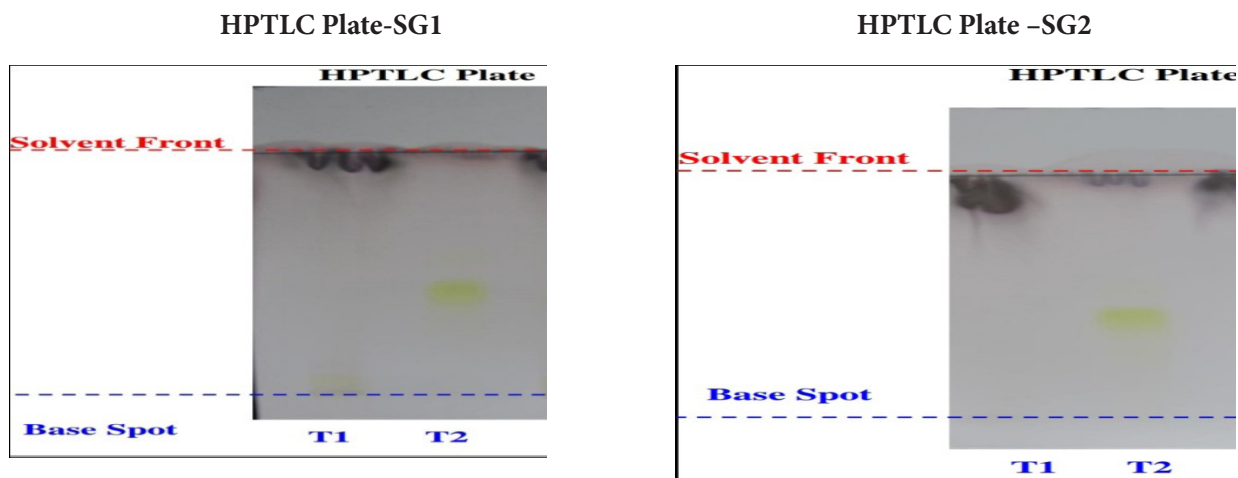 HPTLC Plate-SG1
HPTLC Plate
Solvent Front
Base Spot
T1 T2
HPTLC Plate –SG2
HPTLC Plate
Solvent Front
Base Spot
T1 T2